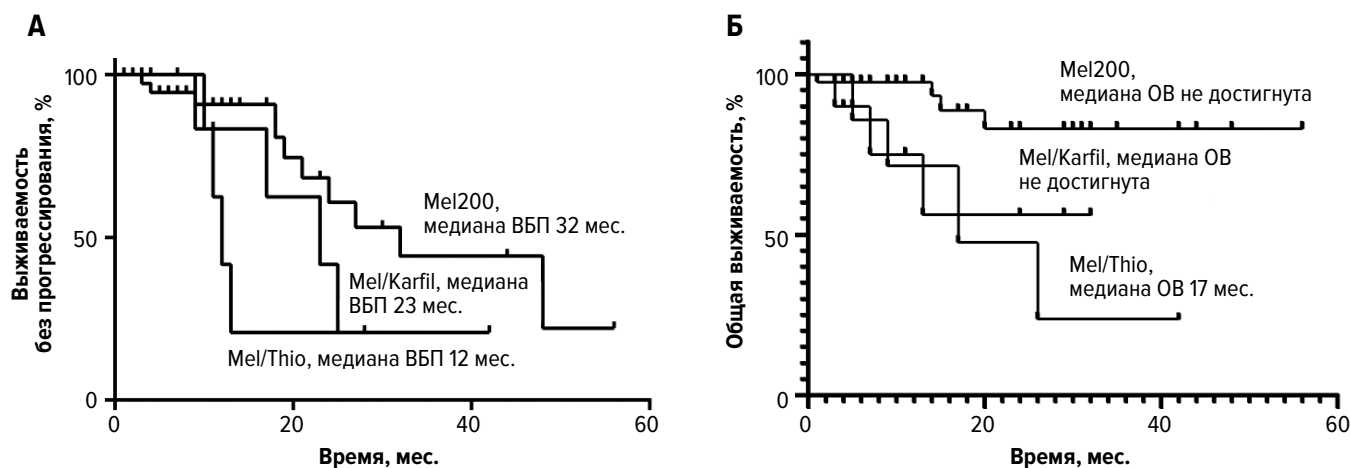 А
Выживаемость
без прогрессирования, %
100
50
0
Mel200,
медиана ВБП 32 мес.
Mel/Karfil, медиана
ВБП 23 мес.
Mel/Thio, медиана ВБП 12 мес.
0
20
40
60
Время, мес.
Б
Общая выживаемость, %
100
50
0
Mel200,
медиана ОВ не достигнута
Mel/Karfil, медиана ОВ
не достигнута
Mel/Thio,
медиана ОВ 17 мес.
0
20
40
60
Время, мес.